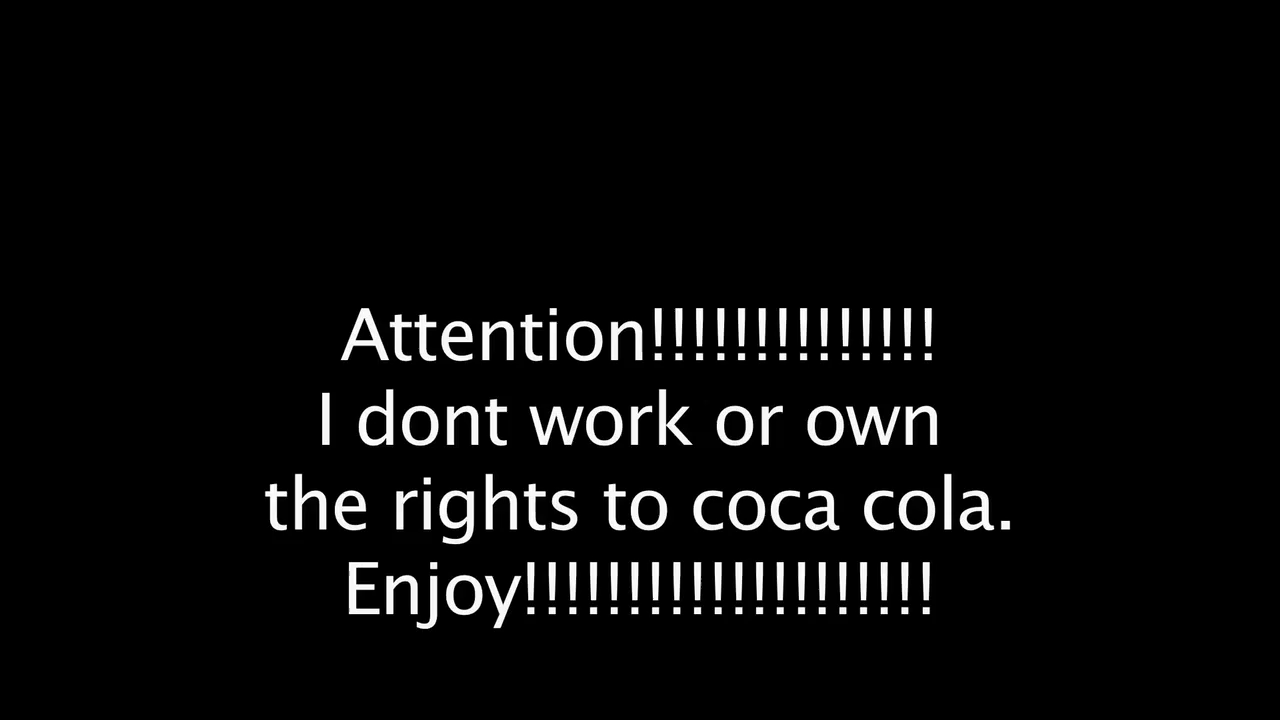 Attention!!!!!!!!!!!!!!
I dont work or own
the rights to coca cola.
Enjoy!!!!!!!!!!!!!!!!!!!!